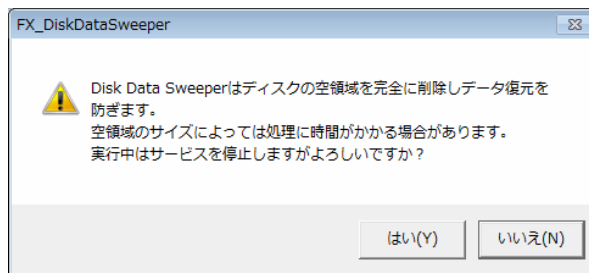 FX_DiskDataSweeper
Disk Data Sweeperはディスクの空領域を完全に削除しデータ復元を
防ぎます。
空領域のサイズによっては処理に時間がかかる場合があります。
実行中はサービスを停止しますがよろしいですか？
はい(Y)
いいえ(N)